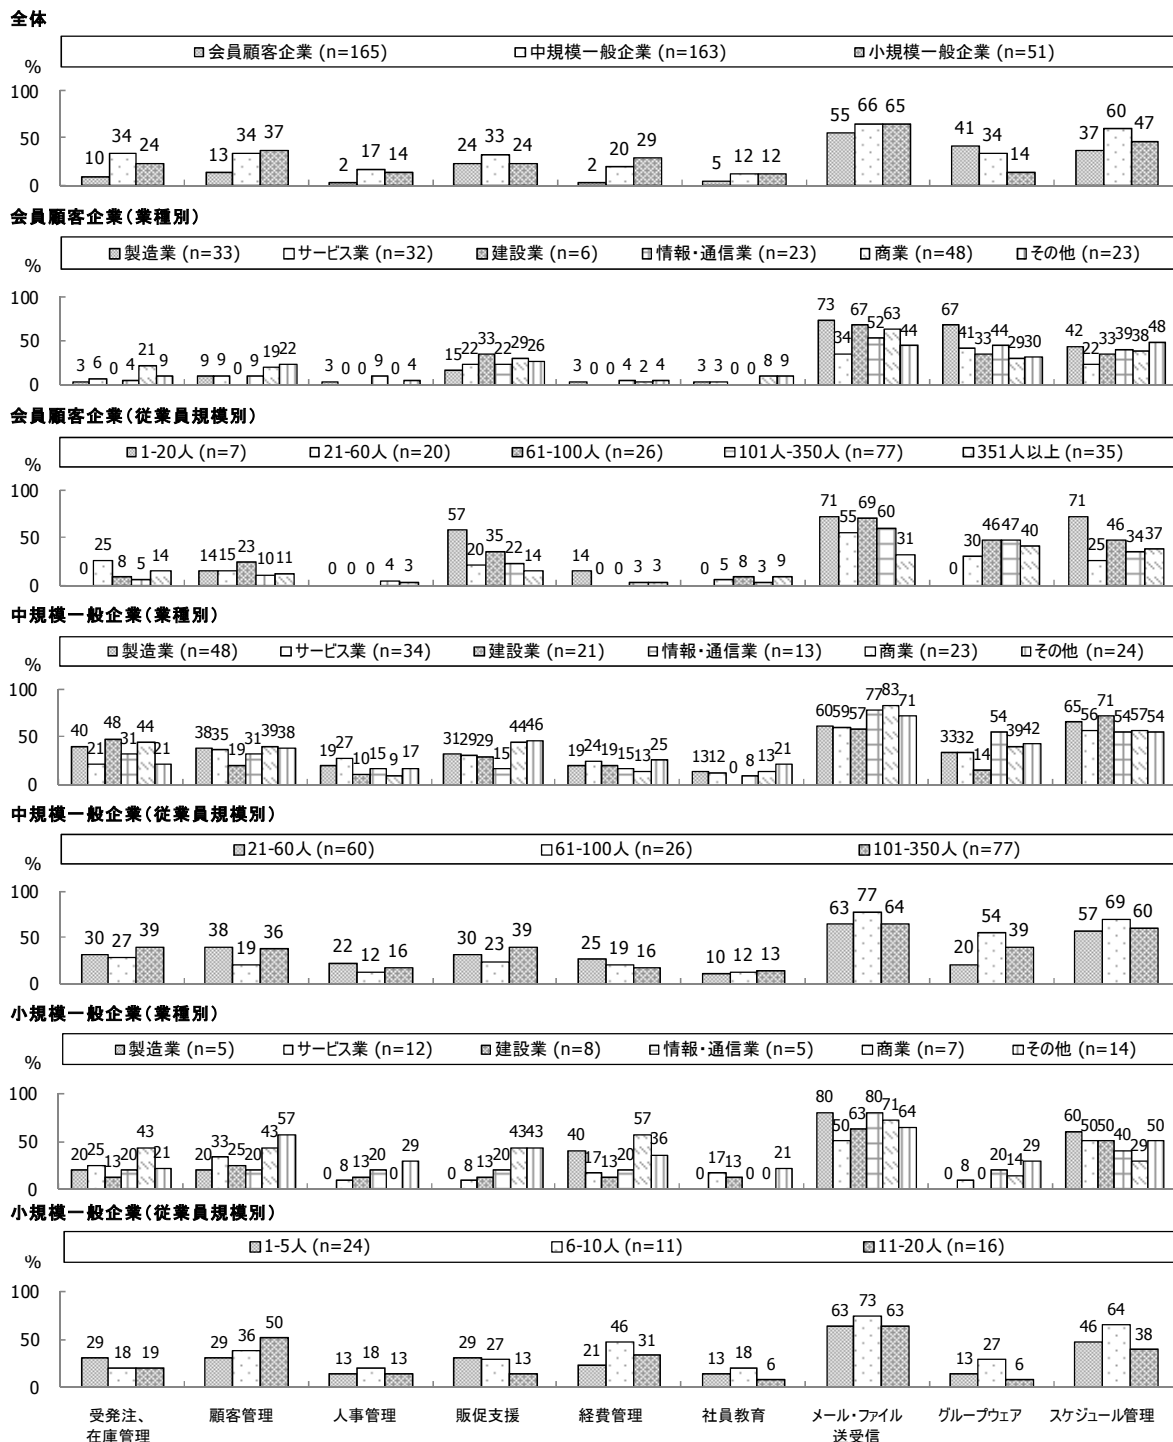 全体
会員顧客企業 (n=165) 中規模一般企業 (n=163) 小規模一般企業 (n=51)
%
100
50
0
10 34 24 13 34 37 2 17 14 24 33 24 2 20 29 5 12 12 55 66 65 41 34 14 37 60 47
会員顧客企業(業種別)
製造業 (n=33) サービス業 (n=32) 建設業 (n=6) 情報・通信業 (n=23) 商業 (n=48) その他 (n=23)
%
100
50
0
3 6 0 4 21 9 9 9 0 9 19 22 3 0 0 9 0 4 15 22 33 22 29 26 3 0 0 4 2 4 3 3 0 0 8 9 73 34 67 52 63 44 67 41 33 44 29 30 42 22 33 39 38 48
会員顧客企業(従業員規模別)
1-20人 (n=7) 21-60人 (n=20) 61-100人 (n=26) 101人-350人 (n=77) 351人以上 (n=35)
%
100
50
0
0 25 8 5 14 14 15 23 10 11 0 0 0 4 3 57 20 35 22 14 14 0 0 3 3 0 5 8 3 9 71 55 69 60 31 0 30 46 47 40 71 25 46 34 37
中規模一般企業(業種別)
製造業 (n=48) サービス業 (n=34) 建設業 (n=21) 情報・通信業 (n=13) 商業 (n=23) その他 (n=24)
%
100
50
0
40 21 48 31 44 21 38 35 19 31 39 38 19 27 10 15 9 17 31 29 29 15 44 46 19 24 19 15 13 25 13 12 0 8 13 21 60 59 57 77 83 71 33 32 14 54 39 42 65 56 71 54 57 54
中規模一般企業(従業員規模別)
21-60人 (n=60) 61-100人 (n=26) 101-350人 (n=77)
%
100
50
0
30 27 39 38 19 36 22 12 16 30 23 39 25 19 16 10 12 13 63 77 64 20 54 39 57 69 60
小規模一般企業(業種別)
製造業 (n=5) サービス業 (n=12) 建設業 (n=8) 情報・通信業 (n=5) 商業 (n=7) その他 (n=14)
%
100
50
0
20 25 13 20 43 21 20 33 25 20 43 57 0 8 13 20 0 29 0 8 13 20 43 43 40 17 13 20 57 36 0 17 13 0 0 21 80 50 63 80 71 64 0 8 0 20 14 29 60 50 50 40 29 50
小規模一般企業(従業員規模別)
1-5人 (n=24) 6-10人 (n=11) 11-20人 (n=16)
%
100
50
0
29 18 19 29 36 50 13 18 13 29 27 13 21 46 31 13 18 6 63 73 63 13 27 6 46 64 38
受発注、 顧客管理 人事管理 販促支援 経費管理 社員教育 メール・ファイル グループウェア スケジュール管理
在庫管理 送受信